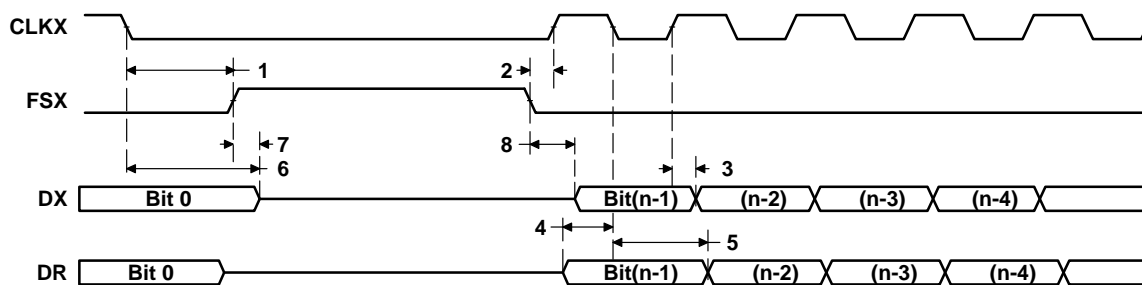 CLKX
1
2
FSX
7
8
6
3
DX
Bit 0
Bit(n-1)
(n-2)
(n-3)
(n-4)
4
5
DR
Bit 0
Bit(n-1)
(n-2)
(n-3)
(n-4)